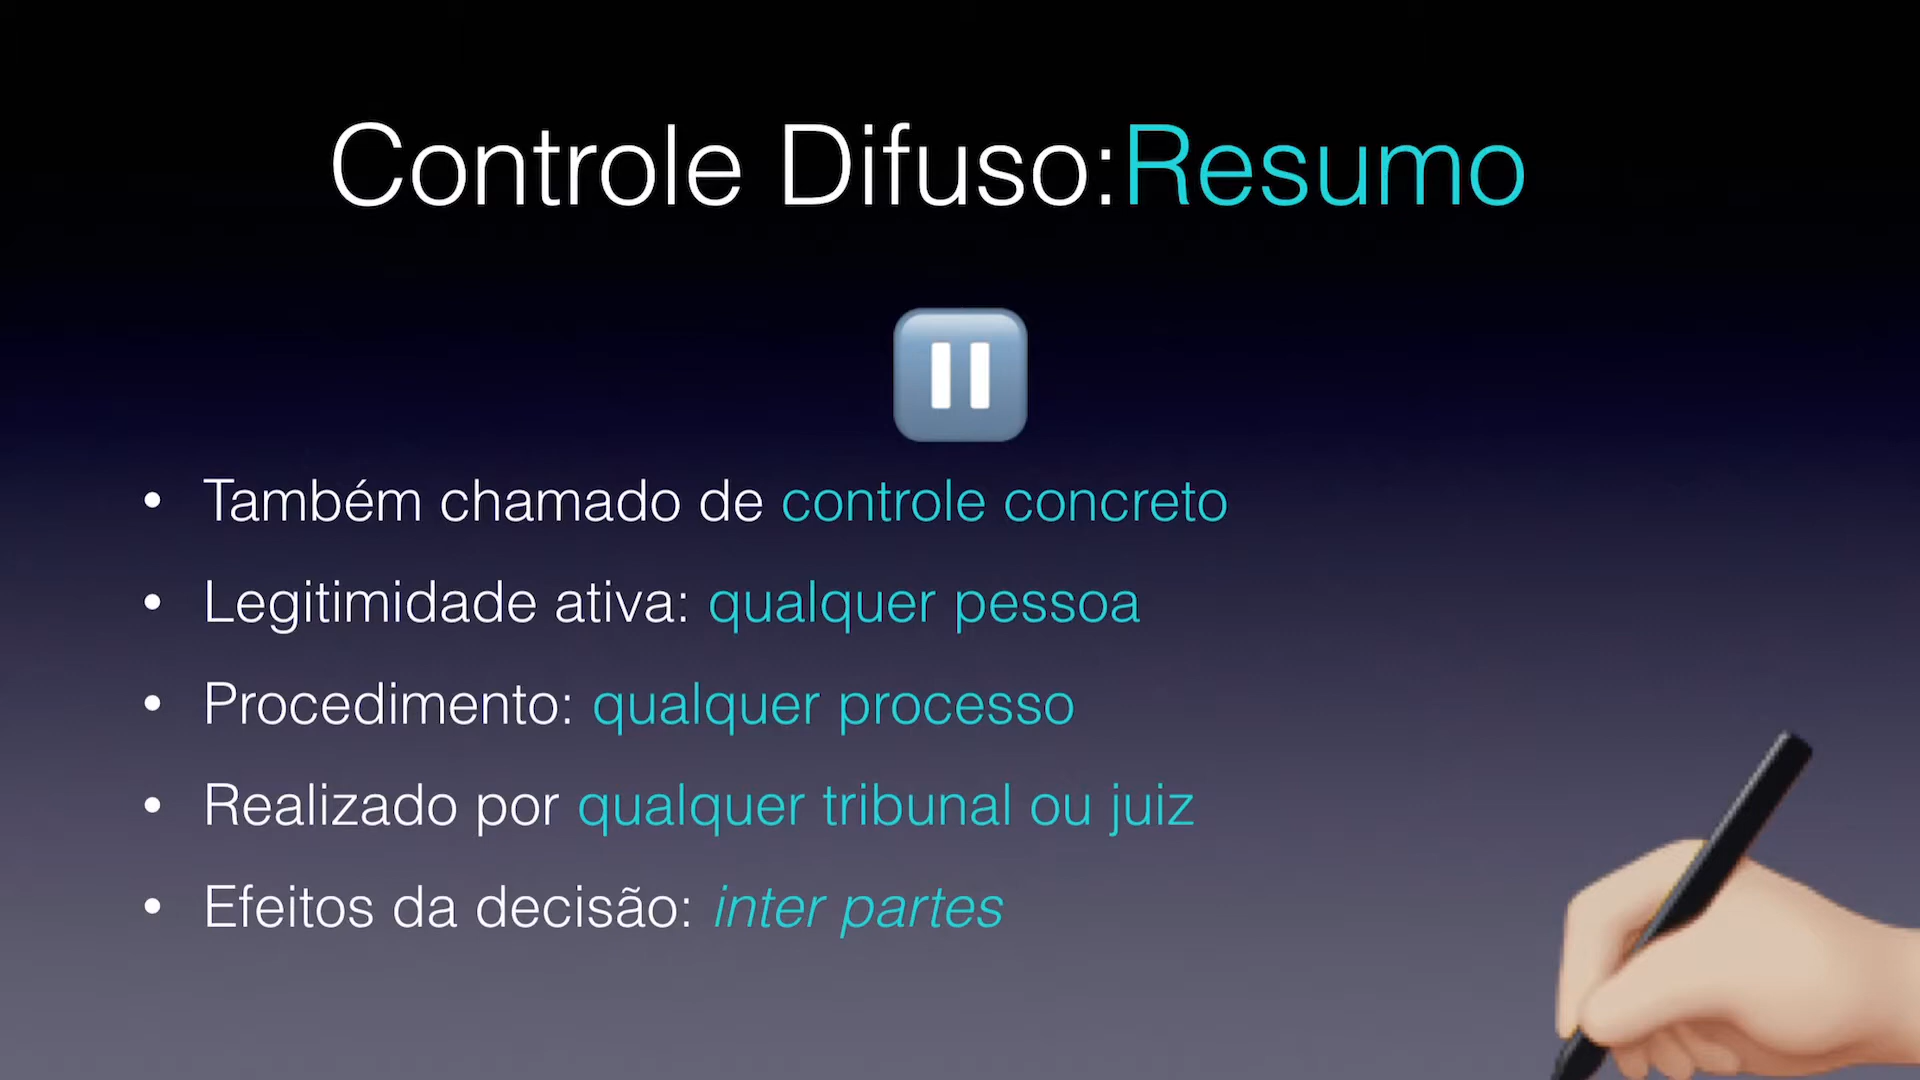 Controle Difuso:Resumo
• Também chamado de controle concreto
• Legitimidade ativa: qualquer pessoa
• Procedimento: qualquer processo
• Realizado por qualquer tribunal ou juiz
• Efeitos da decisão: inter partes